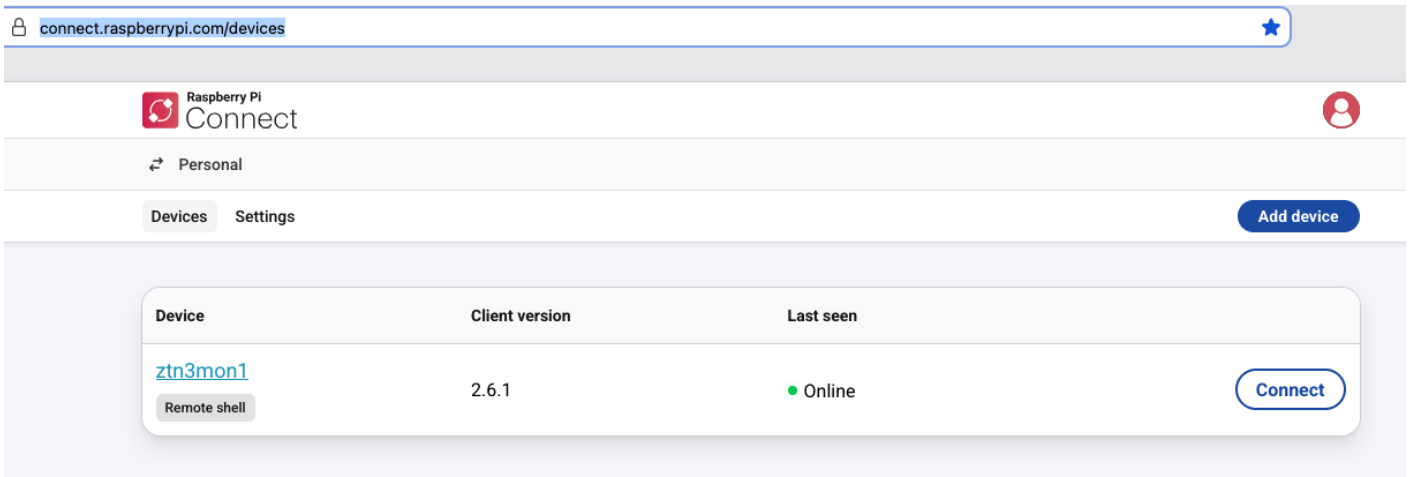 connect.raspberrypi.com/devices
Raspberry Pi
Connect
Personal
Devices Settings Add device
Device Client version Last seen
ztn3mon1
Remote shell
2.6.1 Online Connect